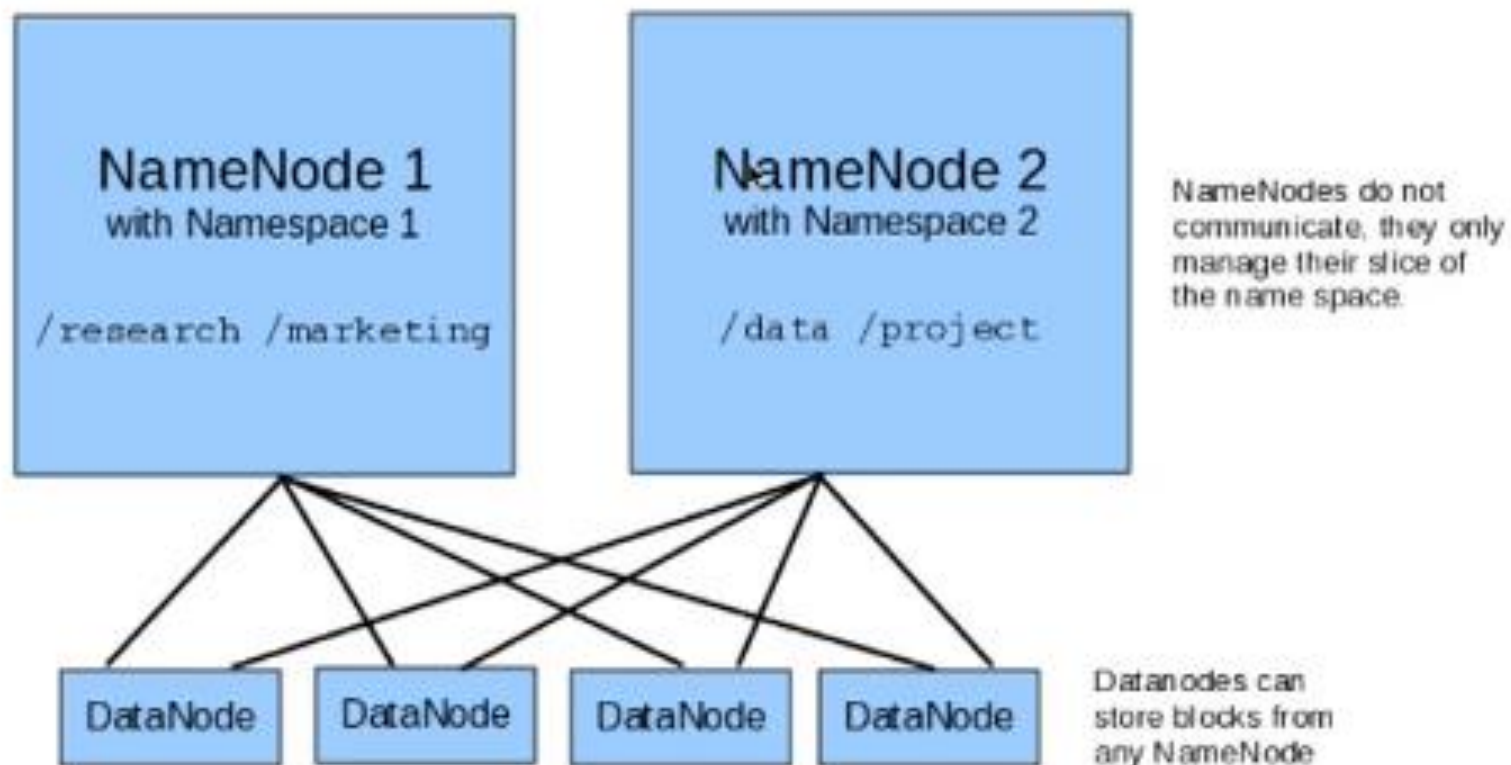 NameNode 1
with Namespace 1
/research /marketing
NameNode 2
with Namespace 2
/data /project
NameNodes do not
communicate, they only
manage their slice of
the name space.
DataNode
DataNode
DataNode
DataNode
Datanodes can
store blocks from
any NameNode